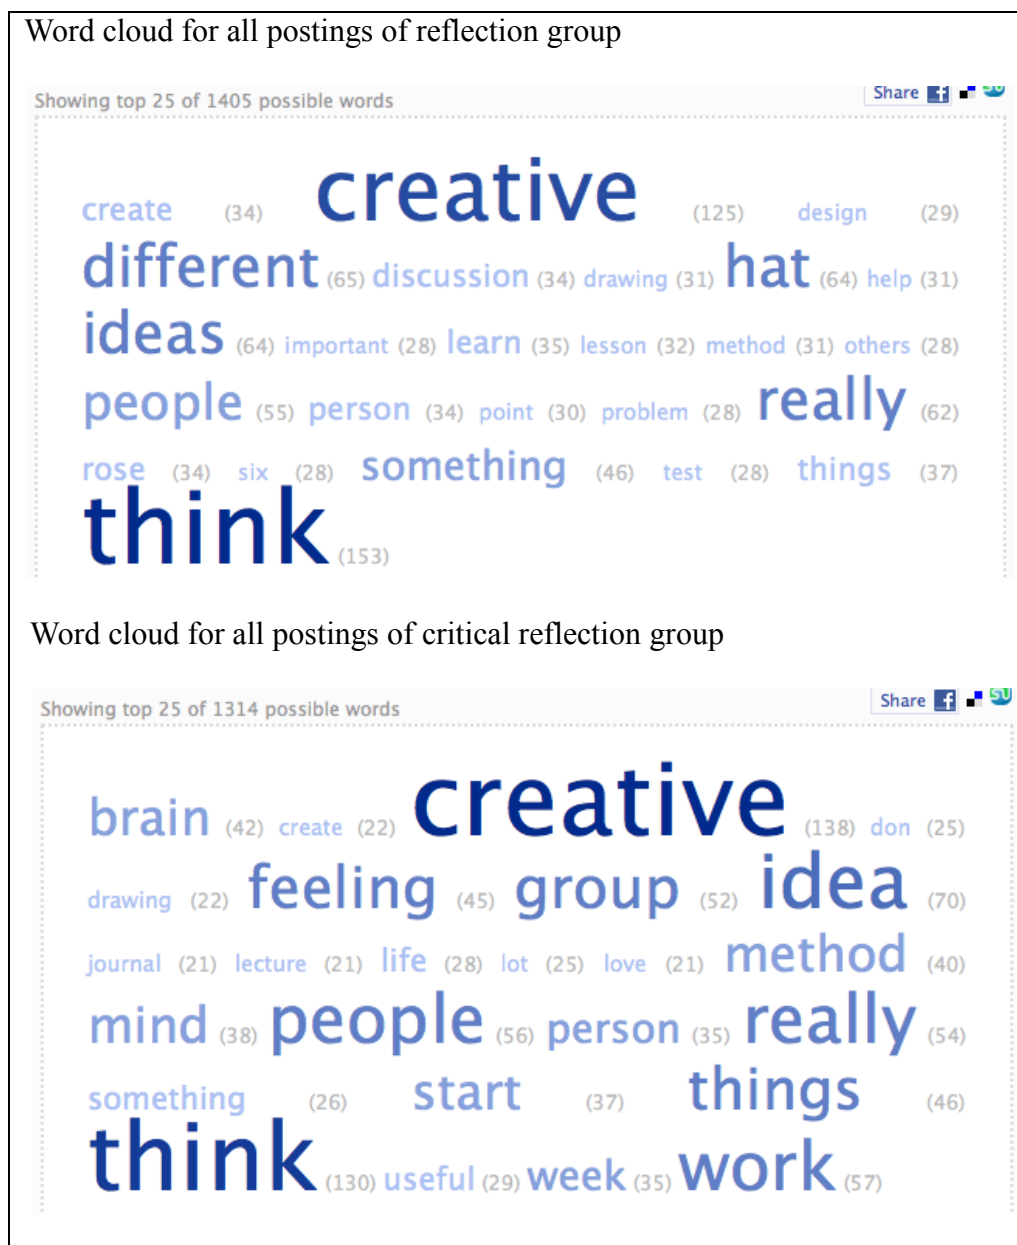 Word cloud for all postings of reflection group
Showing top 25 of 1405 possible words
Share
create (34) creative (125) design (29)
different (65) discussion (34) drawing (31) hat (64) help (31)
ideas (64) important (28) learn (35) lesson (32) method (31) others (28)
people (55) person (34) point (30) problem (28) really (62)
rose (34) six (28) something (46) test (28) things (37)
think (153)
Word cloud for all postings of critical reflection group
Showing top 25 of 1314 possible words
Share
brain (42) create (22) creative (138) don (25)
drawing (22) feeling (45) group (52) idea (70)
journal (21) lecture (21) life (28) lot (25) love (21) method (40)
mind (38) people (56) person (35) really (54)
something (26) start (37) things (46)
think (130) useful (29) week (35) work (57)